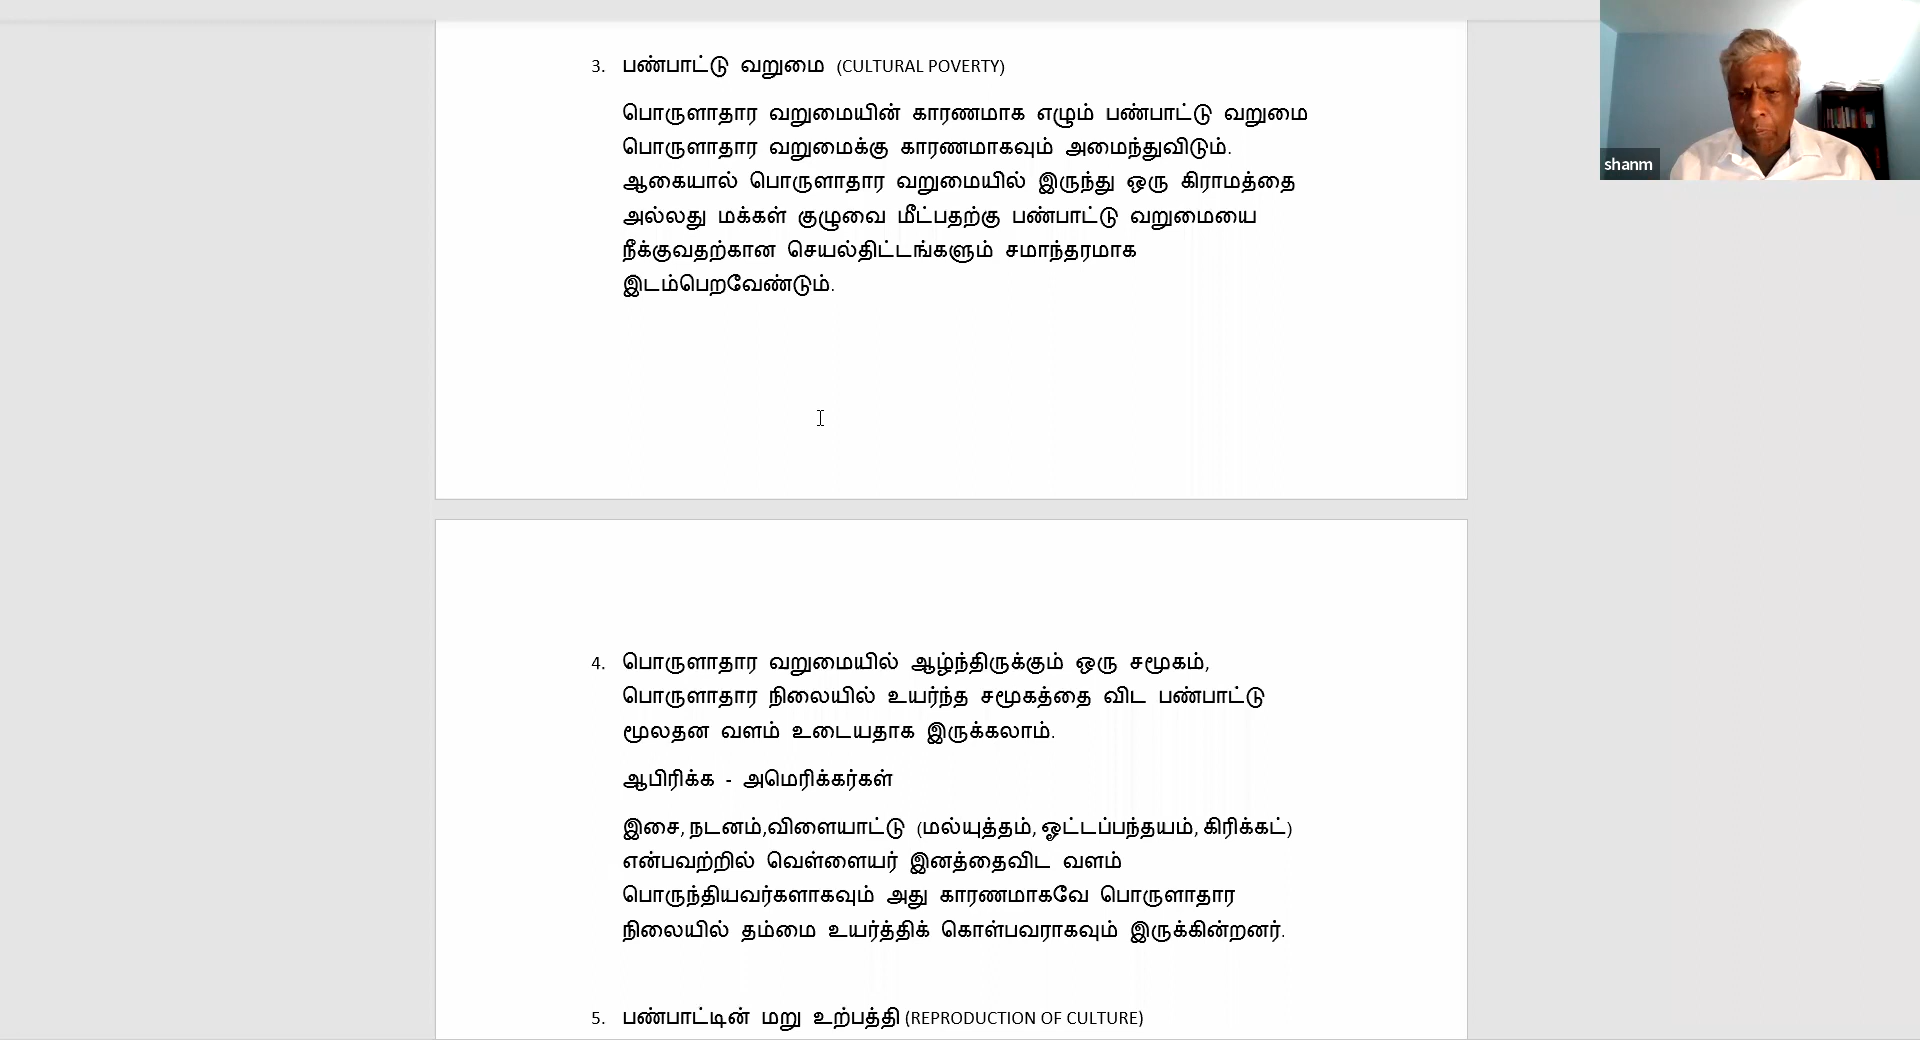 3. பண்பாட்டு வறுமை (CULTURAL POVERTY)
பொருளாதார வறுமையின் காரணமாக எழும் பண்பாட்டு வறுமை
பொருளாதார வறுமைக்கு காரணமாகவும் அமைந்துவிடும்.
ஆகையால் பொருளாதார வறுமையில் இருந்து ஒரு கிராமத்தை
அல்லது மக்கள் குழுவை மீட்பதற்கு பண்பாட்டு வறுமையை
நீக்குவதற்கான செயல்திட்டங்களும் சமாந்தரமாக
இடம்பெறவேண்டும்.
shanm
4. பொருளாதார வறுமையில் ஆழ்ந்திருக்கும் ஒரு சமூகம்,
பொருளாதார நிலையில் உயர்ந்த சமூகத்தை விட பண்பாட்டு
மூலதன வளம் உடையதாக இருக்கலாம்.
ஆபிரிக்க - அமெரிக்கர்கள்
இசை, நடனம்,விளையாட்டு (மல்யுத்தம், ஓட்டப்பந்தயம், கிரிக்கட்)
என்பவற்றில் வெள்ளையர் இனத்தைவிட வளம்
பொருந்தியவர்களாகவும் அது காரணமாகவே பொருளாதார
நிலையில் தம்மை உயர்த்திக் கொள்பவராகவும் இருக்கின்றனர்.
5. பண்பாட்டின் மறு உற்பத்தி (REPRODUCTION OF CULTURE)